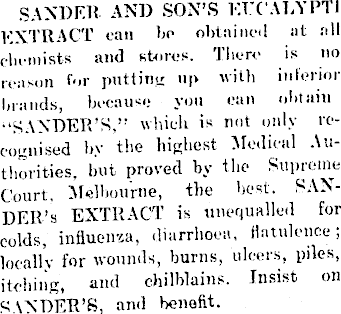 SANDER AND SON'S EUCALYPTI
EXTRACT can be obtained at all
chemists and stores. There is no
reason for putting up with inferior
brands, because you can obtain
"SANDER'S," which is not only re-
cognised by the highest Medical Au-
thorities, but proved by the Supreme
Court, Melbourne, the best. SAN-
DER's EXTRACT is unequalled for
colds, influenza, diarrhoea, flatulence;
locally for wounds, burns, ulcers, piles,
itching, and chilblains. Insist on
SANDER'S, and benefit.